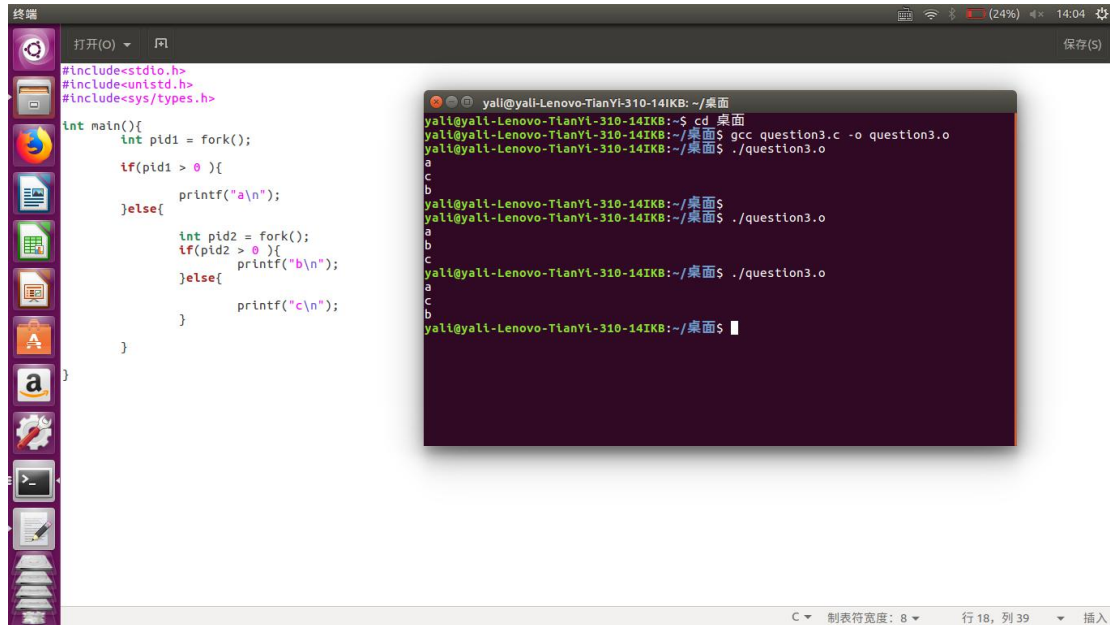 终端
(24%)
14:04
打开(O)
保存(S)
#include<stdio.h>
#include<unistd.h>
#include<sys/types.h>
int main(){
int pid1 = fork();
if(pid1 > 0 ){
printf("a\n");
}else{
int pid2 = fork();
if(pid2 > 0 ){
printf("b\n");
}else{
printf("c\n");
}
}
}
yali@yali-Lenovo-TianYi-310-14IKB: ~/桌面
yali@yali-Lenovo-TianYi-310-14IKB:~$ cd 桌面
yali@yali-Lenovo-TianYi-310-14IKB:~/桌面$ gcc question3.c -o question3.o
yali@yali-Lenovo-TianYi-310-14IKB:~/桌面$ ./question3.o
a
c
b
yali@yali-Lenovo-TianYi-310-14IKB:~/桌面$
yali@yali-Lenovo-TianYi-310-14IKB:~/桌面$ ./question3.o
a
b
c
yali@yali-Lenovo-TianYi-310-14IKB:~/桌面$ ./question3.o
a
c
b
yali@yali-Lenovo-TianYi-310-14IKB:~/桌面$
C
制表符宽度：8
行 18，列 39
插入